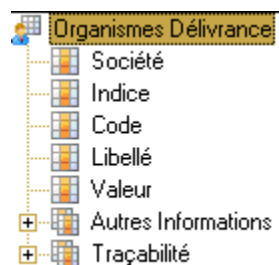 Organismes Délivrance
Société
Indice
Code
Libellé
Valeur
Autres Informations
Traçabilité